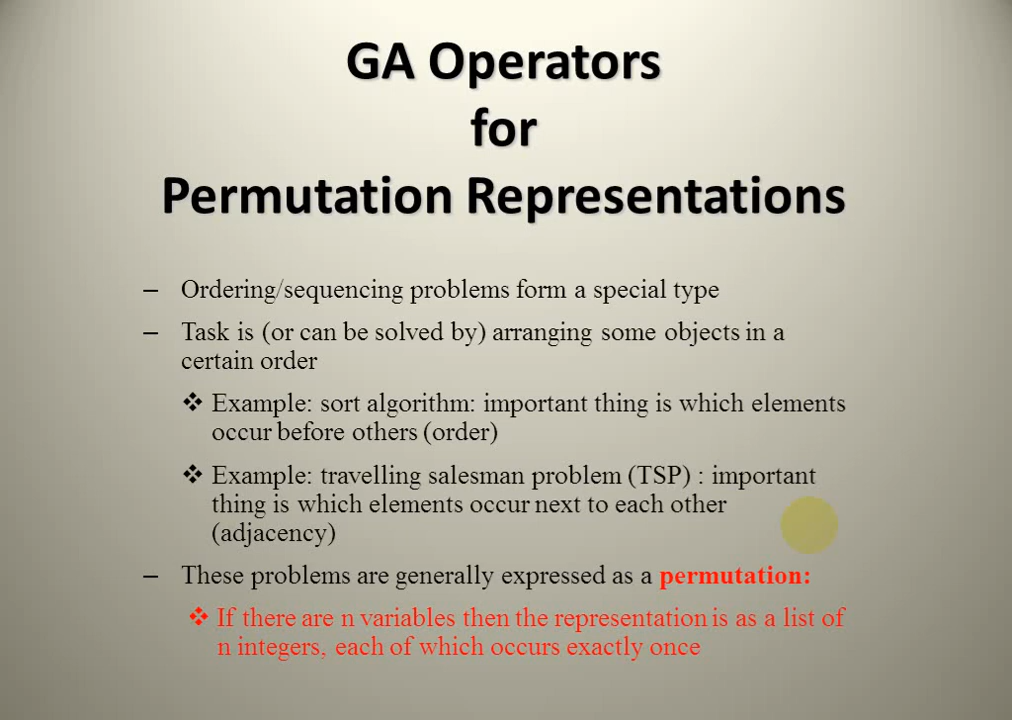 GA Operators
for
Permutation Representations
– Ordering/sequencing problems form a special type
– Task is (or can be solved by) arranging some objects in a
certain order
❖ Example: sort algorithm: important thing is which elements
occur before others (order)
❖ Example: travelling salesman problem (TSP) : important
thing is which elements occur next to each other
(adjacency)
– These problems are generally expressed as a permutation:
❖ If there are n variables then the representation is as a list of
n integers, each of which occurs exactly once